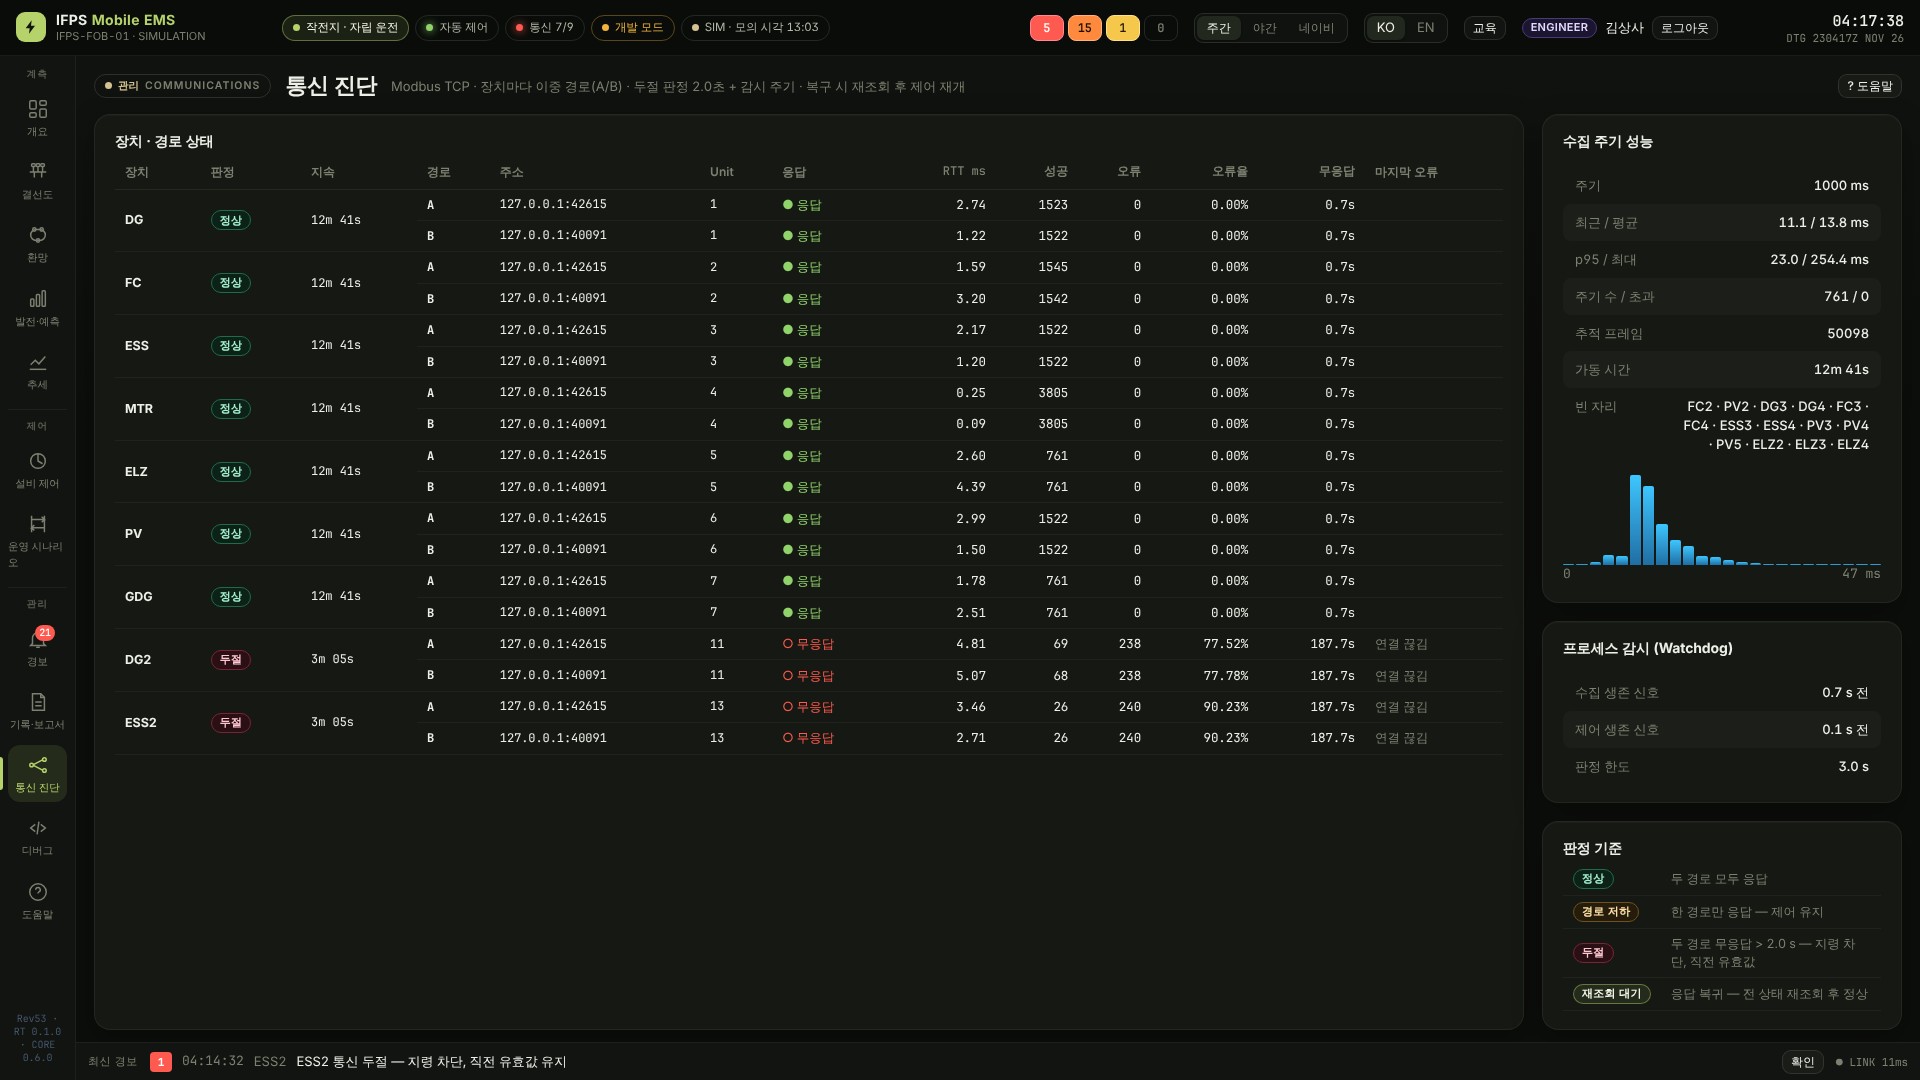 IFPS Mobile EMS
IFPS-FOB-01 · SIMULATION
작전지 · 자립 운전
자동 제어
통신 7/9
개발 모드
SIM · 모의 시각 13:03
5 15 1 0
주간 야간 네이비
KO EN
교육
ENGINEER 김상사 로그아웃
04:17:38
DTG 230417Z NOV 26
계측
개요
결선도
환망
발전·예측
추세
제어
설비 제어
운영 시나리
오
관리
21
경보
기록·보고서
통신 진단
디버그
도움말
Rev53 ·
RT 0.1.0
· CORE
0.6.0
관리 COMMUNICATIONS
통신 진단
Modbus TCP · 장치마다 이중 경로(A/B) · 두절 판정 2.0초 + 감시 주기 · 복구 시 재조회 후 제어 재개
? 도움말
장치 · 경로 상태
장치 판정 지속 경로 주소 Unit 응답 RTT ms 성공 오류 오류율 무응답 마지막 오류
DG 정상 12m 41s A 127.0.0.1:42615 1 응답 2.74 1523 0 0.00% 0.7s
B 127.0.0.1:40091 1 응답 1.22 1522 0 0.00% 0.7s
FC 정상 12m 41s A 127.0.0.1:42615 2 응답 1.59 1545 0 0.00% 0.7s
B 127.0.0.1:40091 2 응답 3.20 1542 0 0.00% 0.7s
ESS 정상 12m 41s A 127.0.0.1:42615 3 응답 2.17 1522 0 0.00% 0.7s
B 127.0.0.1:40091 3 응답 1.20 1522 0 0.00% 0.7s
MTR 정상 12m 41s A 127.0.0.1:42615 4 응답 0.25 3805 0 0.00% 0.7s
B 127.0.0.1:40091 4 응답 0.09 3805 0 0.00% 0.7s
ELZ 정상 12m 41s A 127.0.0.1:42615 5 응답 2.60 761 0 0.00% 0.7s
B 127.0.0.1:40091 5 응답 4.39 761 0 0.00% 0.7s
PV 정상 12m 41s A 127.0.0.1:42615 6 응답 2.99 1522 0 0.00% 0.7s
B 127.0.0.1:40091 6 응답 1.50 1522 0 0.00% 0.7s
GDG 정상 12m 41s A 127.0.0.1:42615 7 응답 1.78 761 0 0.00% 0.7s
B 127.0.0.1:40091 7 응답 2.51 761 0 0.00% 0.7s
DG2 두절 3m 05s A 127.0.0.1:42615 11 무응답 4.81 69 238 77.52% 187.7s 연결 끊김
B 127.0.0.1:40091 11 무응답 5.07 68 238 77.78% 187.7s 연결 끊김
ESS2 두절 3m 05s A 127.0.0.1:42615 13 무응답 3.46 26 240 90.23% 187.7s 연결 끊김
B 127.0.0.1:40091 13 무응답 2.71 26 240 90.23% 187.7s 연결 끊김
수집 주기 성능
주기 1000 ms
최근 / 평균 11.1 / 13.8 ms
p95 / 최대 23.0 / 254.4 ms
주기 수 / 초과 761 / 0
추적 프레임 50098
가동 시간 12m 41s
빈 자리 FC2 · PV2 · DG3 · DG4 · FC3 ·
FC4 · ESS3 · ESS4 · PV3 · PV4
· PV5 · ELZ2 · ELZ3 · ELZ4
0 47 ms
프로세스 감시 (Watchdog)
수집 생존 신호 0.7 s 전
제어 생존 신호 0.1 s 전
판정 한도 3.0 s
판정 기준
정상 두 경로 모두 응답
경로 저하 한 경로만 응답 — 제어 유지
두절 두 경로 무응답 > 2.0 s — 지령 차
단, 직전 유효값
재조회 대기 응답 복귀 — 전 상태 재조회 후 정상
최신 경보 1 04:14:32 ESS2 ESS2 통신 두절 — 지령 차단, 직전 유효값 유지
확인 LINK 11ms